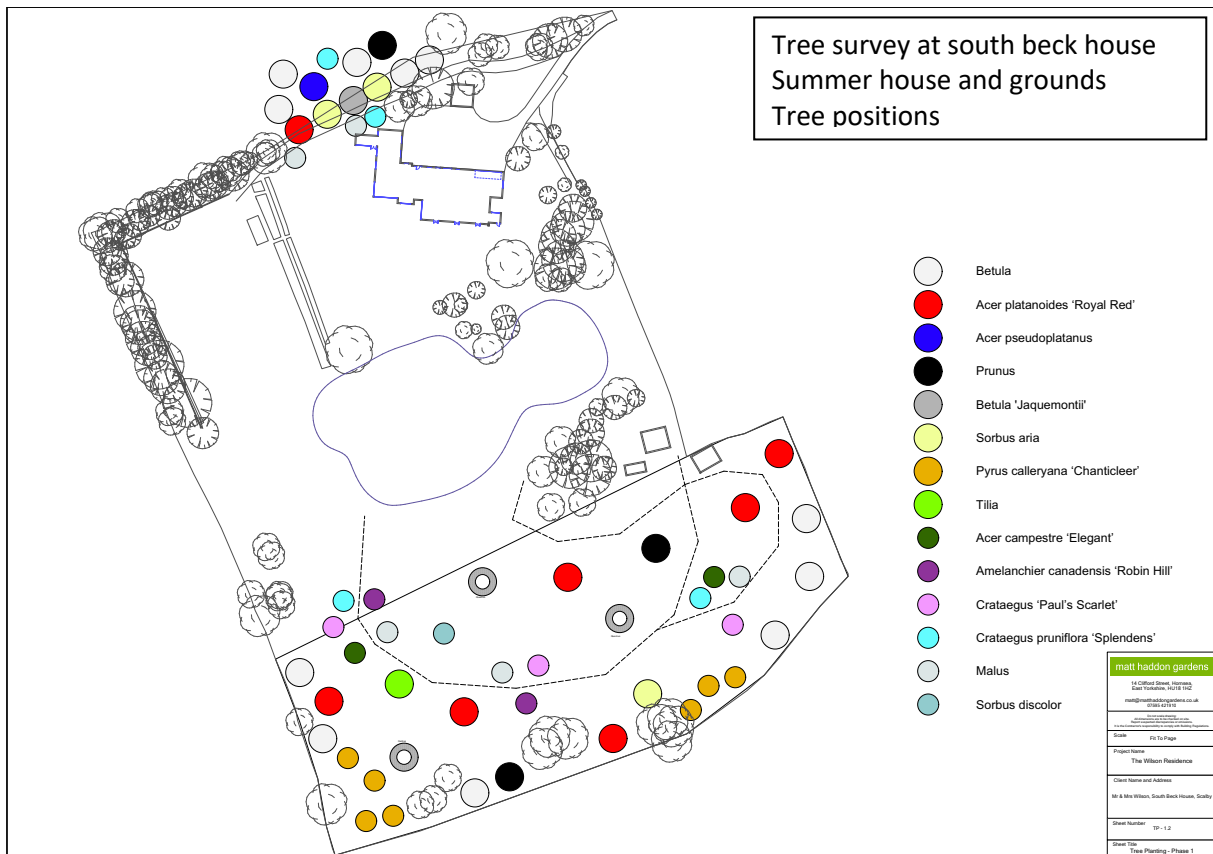 Tree survey at south beck house
Summer house and grounds
Tree positions
Betula
Acer platanoides ‘Royal Red’
Acer pseudoplatanus
Prunus
Betula 'Jaquemontii'
Sorbus aria
Pyrus calleryana ‘Chanticleer’
Tilia
Acer campestre ‘Elegant’
Amelanchier canadensis ‘Robin Hill’
Crataegus ‘Paul’s Scarlet’
Crataegus pruniflora ‘Splendens’
Malus
Sorbus discolor
matt haddon gardens
14 Clifford Street, Hornsea,
East Yorkshire, HU18 1HZ
matt@matthaddongardens.co.uk
Scale
Fit To Page
Project Name
The Wilson Residence
Client Name and Address
Mr & Mrs Wilson, South Beck House, Scalby
Sheet Number
TP - 1.2
Sheet Title
Tree Planting - Phase 1